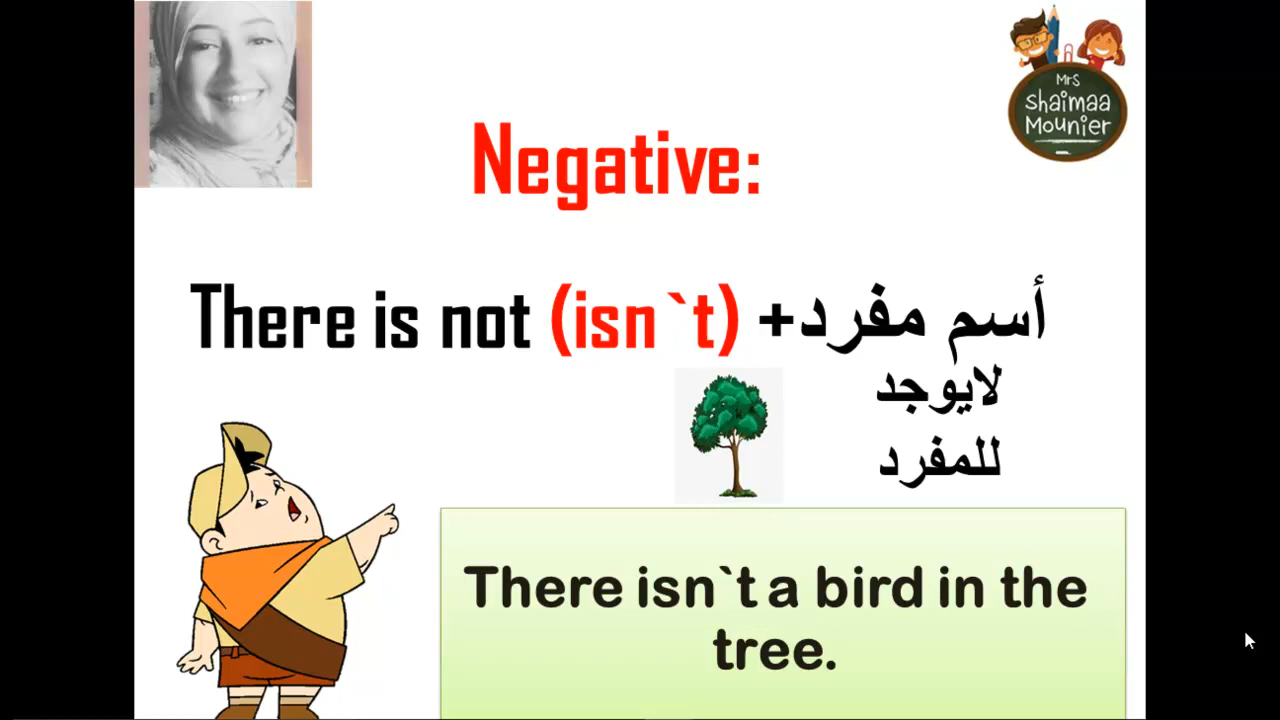 Mrs
Shaimaa
Mounier
Negative:
There is not (isn`t) +أسم مفرد
لايوجد
للمفرد
There isn`t a bird in the
tree.